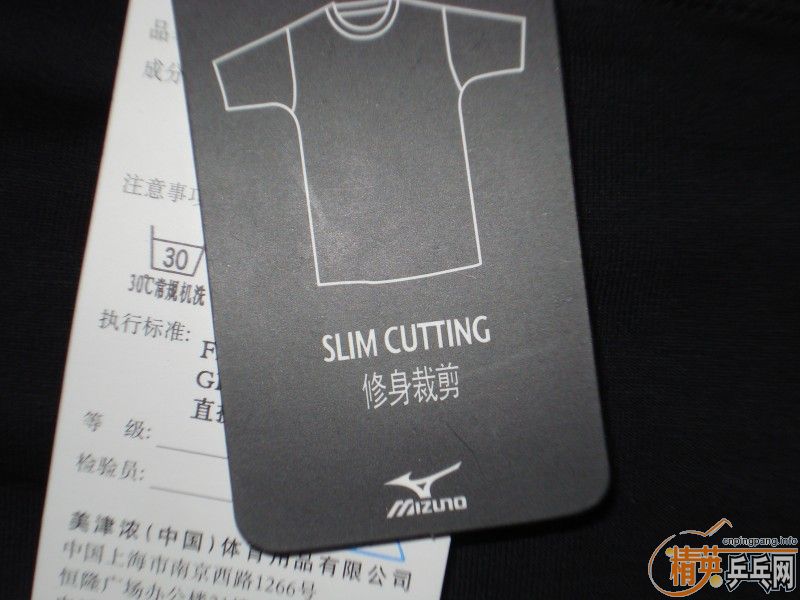 品
成分
注意事项
30
30℃常规机洗
执行标准:
F
G
直接
等 级:
检验员:
美津浓(中国)体育用品有限公司
中国上海市南京西路1266号
恒隆广场办公楼
SLIM CUTTING
修身裁剪
MIZUNO
cnpingpang.info
精英乒乓网